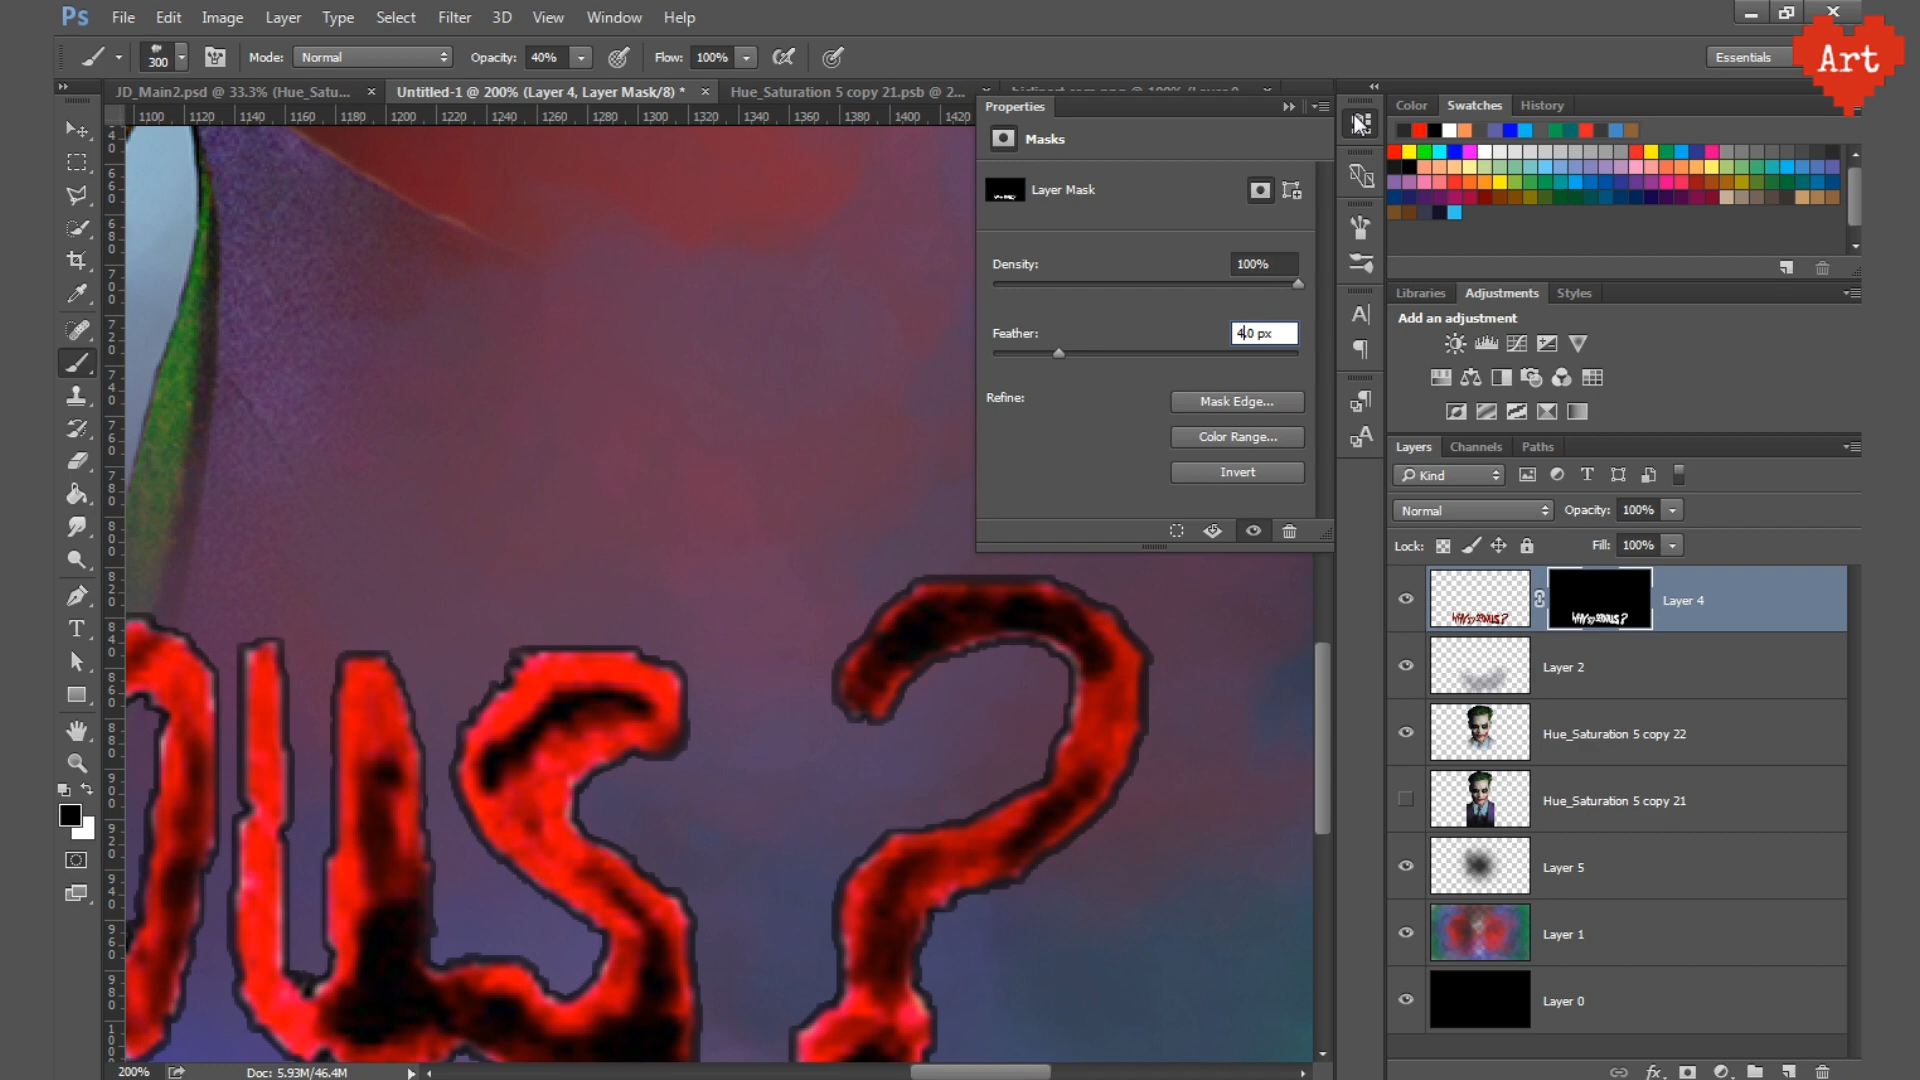 Ps File Edit Image Layer Type Select Filter 3D View Window Help
300 Mode: Normal Opacity: 40% Flow: 100% Essentials
Art
JD_Main2.psd @ 33.3% (Hue_Satu... Untitled-1 @ 200% (Layer 4, Layer Mask/8) * Hue_Saturation 5 copy 21.psb @ 2...
1100 1120 1140 1160 1180 1200 1220 1240 1260 1280 1300 1320 1340 1360 1380 1400 1420
Properties
Masks
Layer Mask
Density: 100%
Feather: 4.0 px
Refine: Mask Edge...
Color Range...
Invert
Color Swatches History
Libraries Adjustments Styles
Add an adjustment
Layers Channels Paths
Kind
Normal Opacity: 100%
Lock: Fill: 100%
Layer 4
Layer 2
Hue_Saturation 5 copy 22
Hue_Saturation 5 copy 21
Layer 5
Layer 1
Layer 0
us?
200% Doc: 5.93M/46.4M